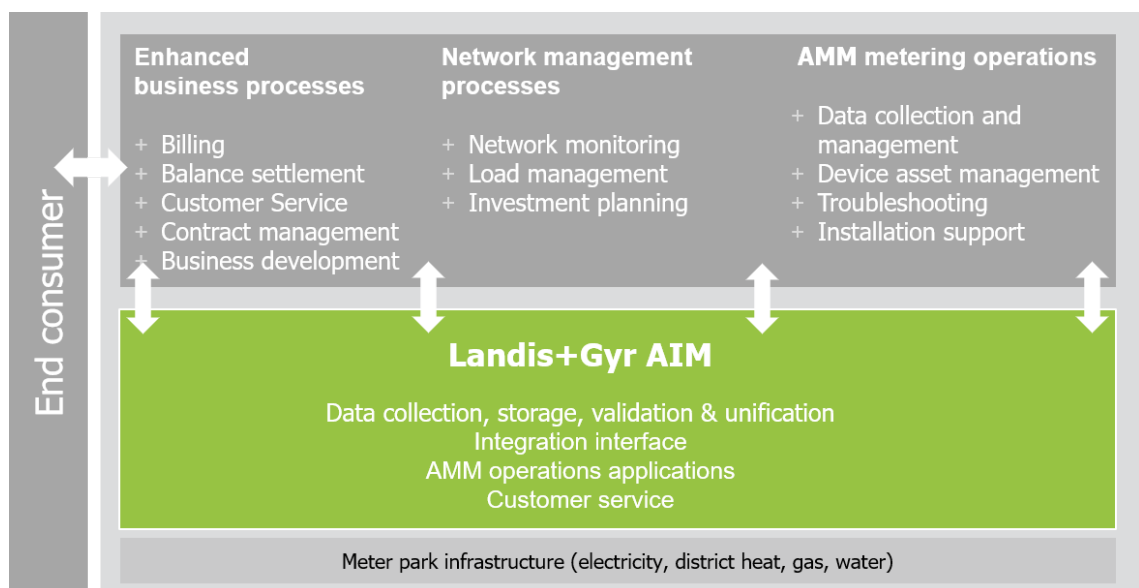 End consumer
Enhanced
business processes
+ Billing
+ Balance settlement
+ Customer Service
+ Contract management
+ Business development
Network management
processes
+ Network monitoring
+ Load management
+ Investment planning
AMM metering operations
+ Data collection and
management
+ Device asset management
+ Troubleshooting
+ Installation support
Landis+Gyr AIM
Data collection, storage, validation & unification
Integration interface
AMM operations applications
Customer service
Meter park infrastructure (electricity, district heat, gas, water)